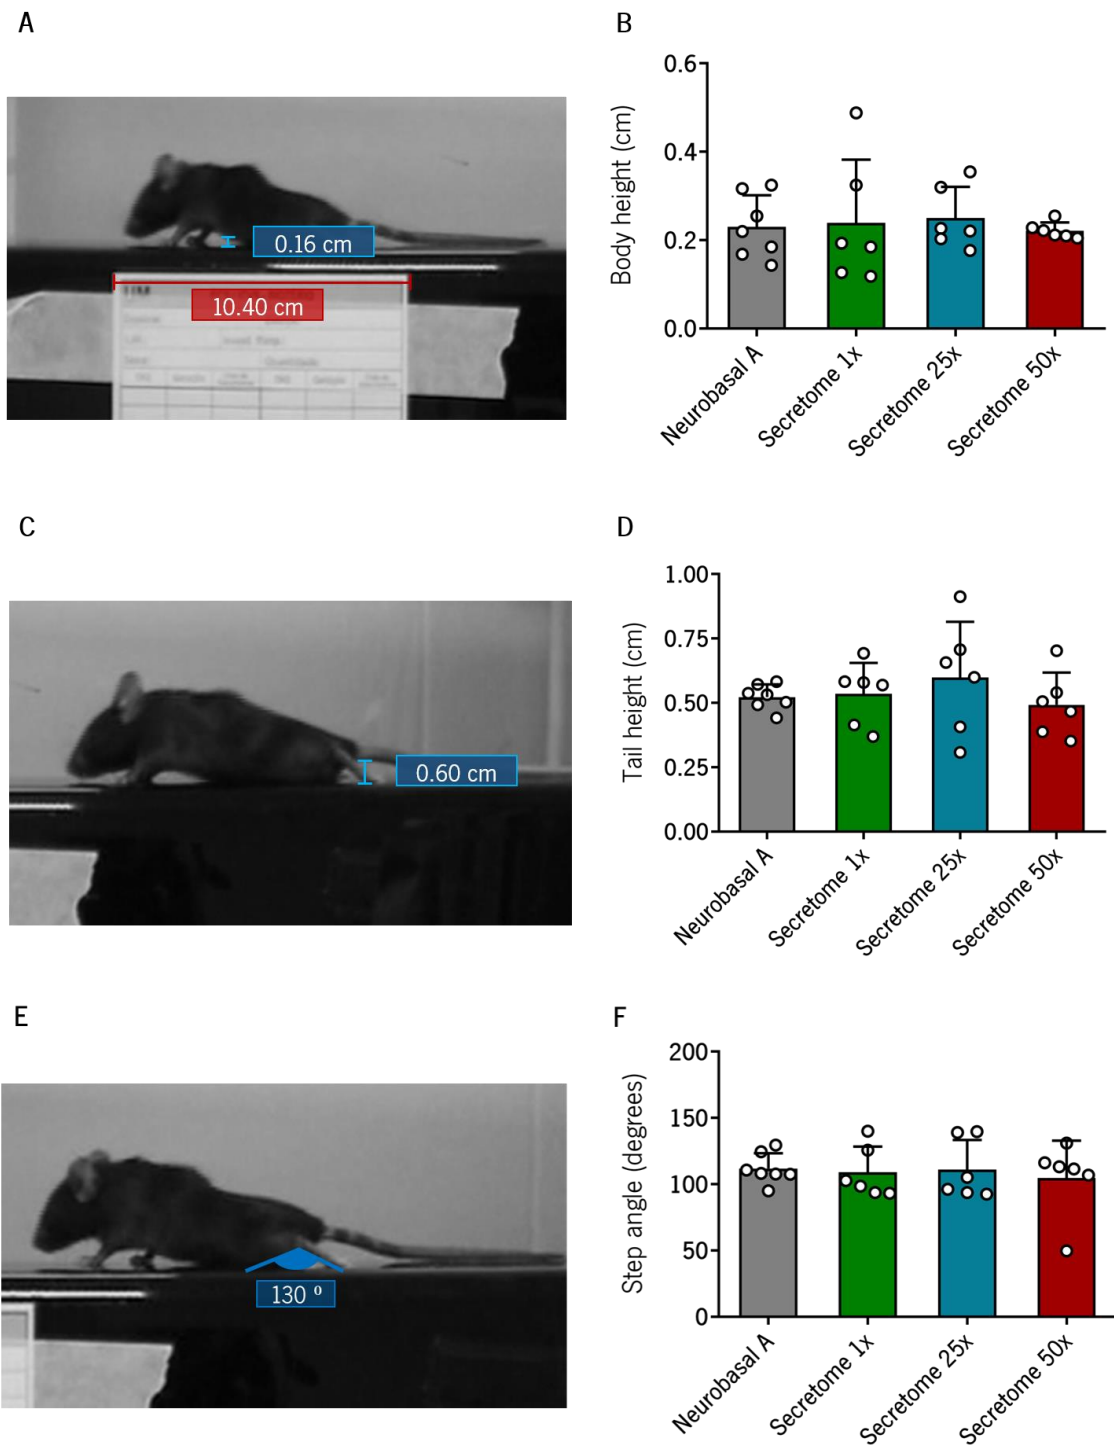 A
0.16 cm
10.40 cm
B
Body height (cm)
0.6
0.4
0.2
0.0
Neurobasal A
Secretome 1x
Secretome 25x
Secretome 50x
C
0.60 cm
D
Tail height (cm)
1.00
0.75
0.50
0.25
0.00
Neurobasal A
Secretome 1x
Secretome 25x
Secretome 50x
E
130 º
F
Step angle (degrees)
200
150
100
50
0
Neurobasal A
Secretome 1x
Secretome 25x
Secretome 50x